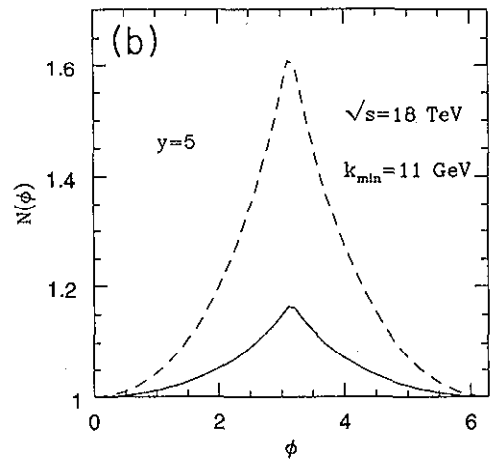 (b)
1.6
√s=18 TeV
y=5
k_min=11 GeV
1.4
N(φ)
1.2
1
0 2 4 6
φ